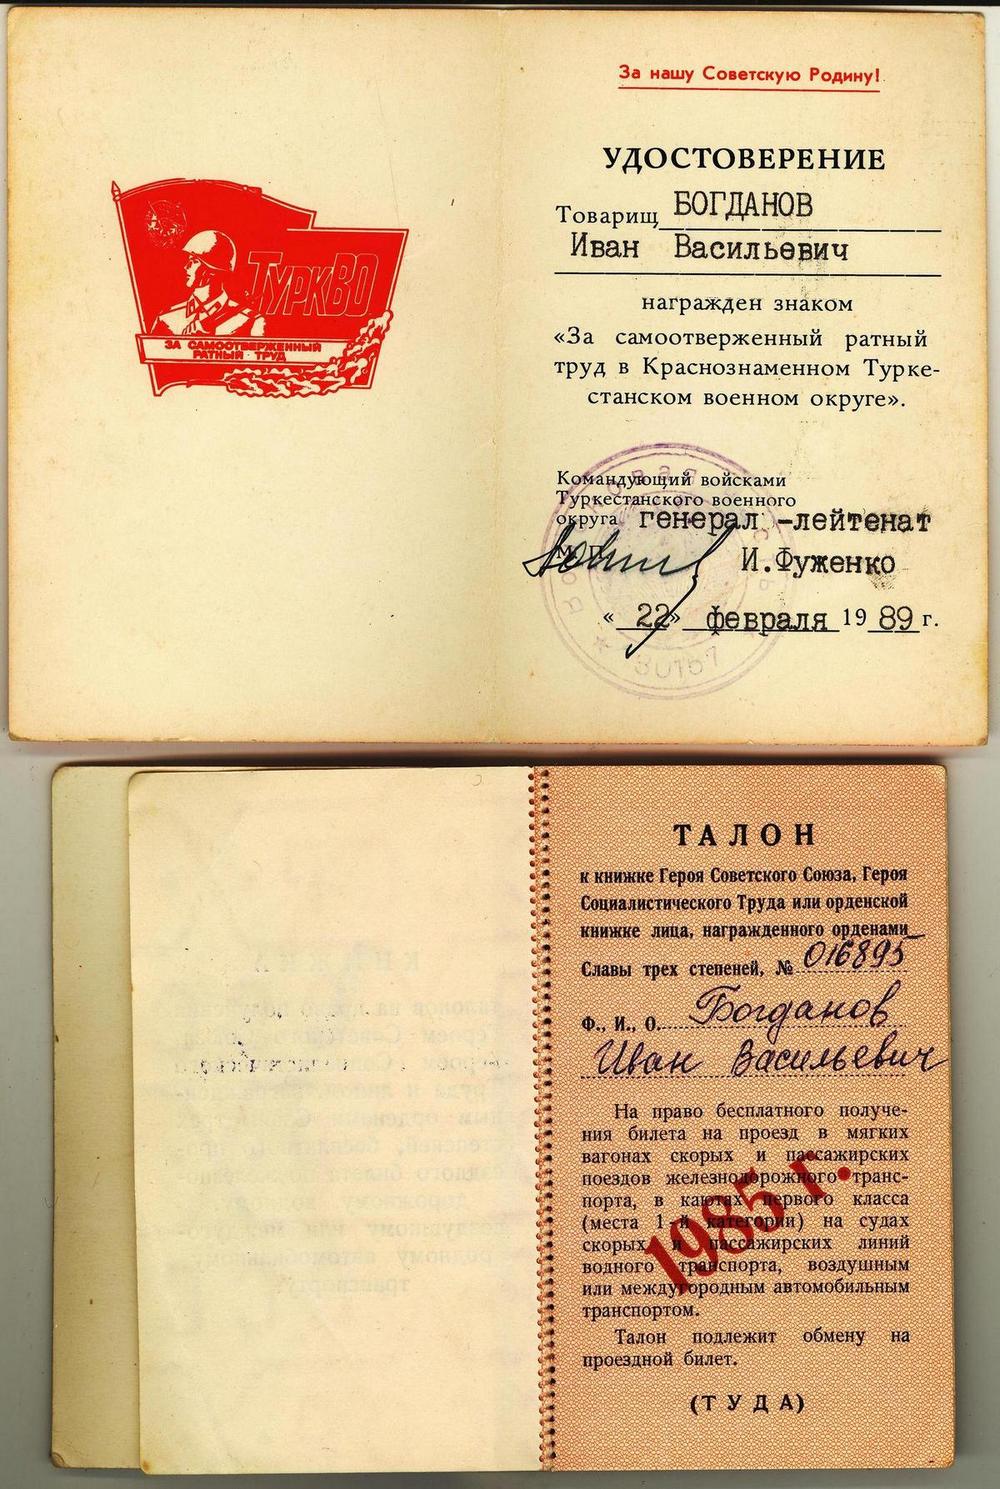 ТуркВО
ЗА САМООТВЕРЖЕННЫЙ
РАТНЫЙ ТРУД
За нашу Советскую Родину!
УДОСТОВЕРЕНИЕ
Товарищ БОГДАНОВ
Иван Васильевич
награжден знаком
«За самоотверженный ратный
труд в Краснознаменном Турке-
станском военном округе».
Командующий войсками
Туркестанского военного
округа генерал -лейтенат
М. П. И.Фуженко
«22» февраля 1989 г.
ТАЛОН
к книжке Героя Советского Союза, Героя
Социалистического Труда или орденской
книжке лица, награжденного орденами
Славы трех степеней, № 016895
Ф., И., О. Богданов
Иван Васильевич
На право бесплатного получе-
ния билета на проезд в мягких
вагонах скорых и пассажирских
поездов железнодорожного транс-
порта, в каютах первого класса
(места 1-й категории) на судах
скорых и пассажирских линий
водного транспорта, воздушным
или междугородным автомобильным
транспортом.
1985 г.
Талон подлежит обмену на
проездной билет.
(ТУДА)